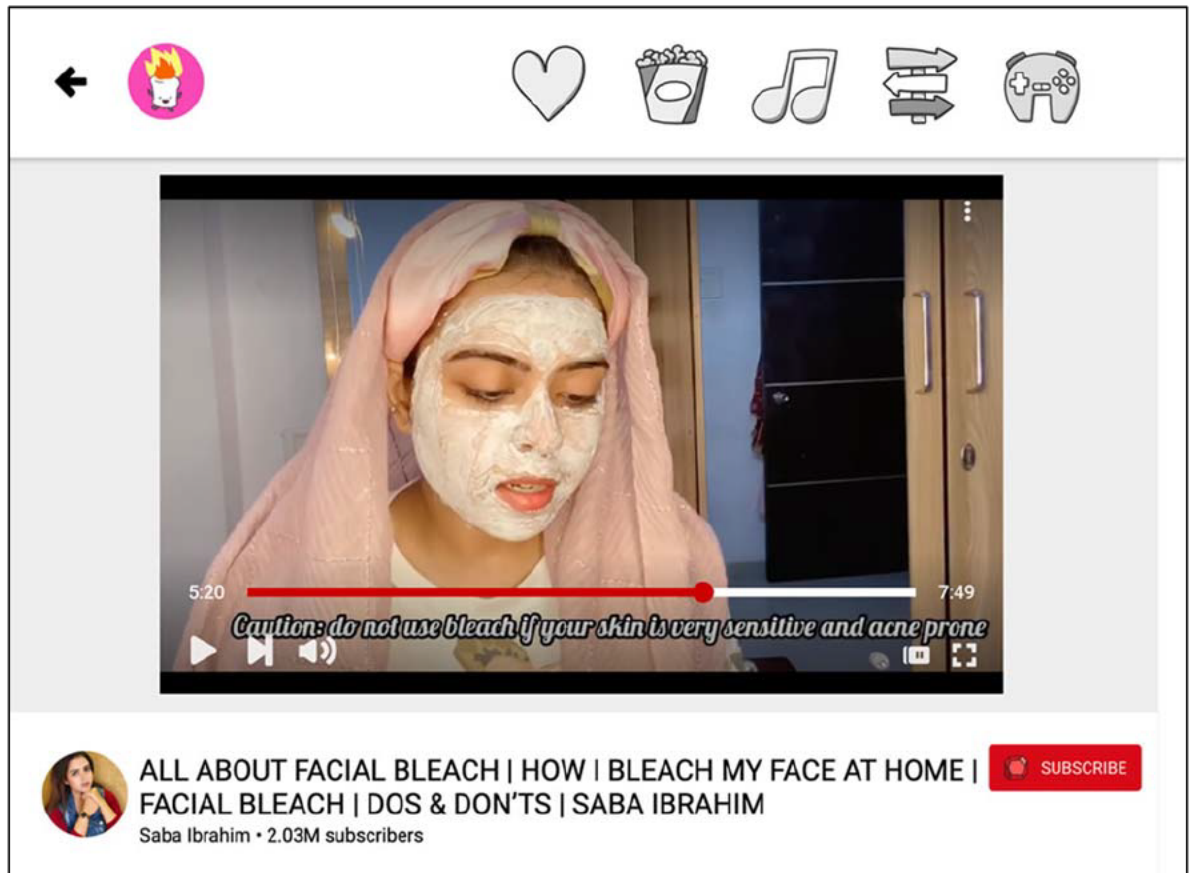 5:20
7:49
Caution: do not use bleach if your skin is very sensitive and acne prone
ALL ABOUT FACIAL BLEACH | HOW I BLEACH MY FACE AT HOME |
SUBSCRIBE
FACIAL BLEACH | DOS & DON'TS | SABA IBRAHIM
Saba Ibrahim • 2.03M subscribers